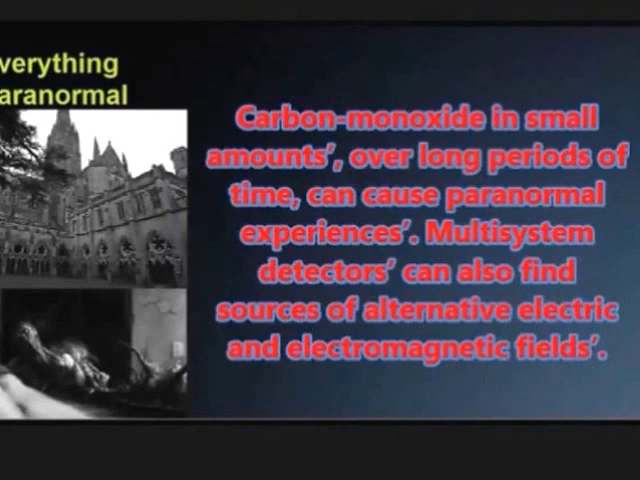 verything
aranormal
Carbon-monoxide in small
amounts’, over long periods of
time, can cause paranormal
experiences’. Multisystem
detectors’ can also find
sources of alternative electric
and electromagnetic fields’.